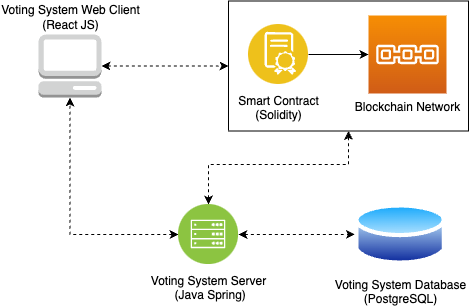 Voting System Web Client
(React JS)
Smart Contract
(Solidity)
Blockchain Network
Voting System Server
(Java Spring)
Voting System Database
(PostgreSQL)